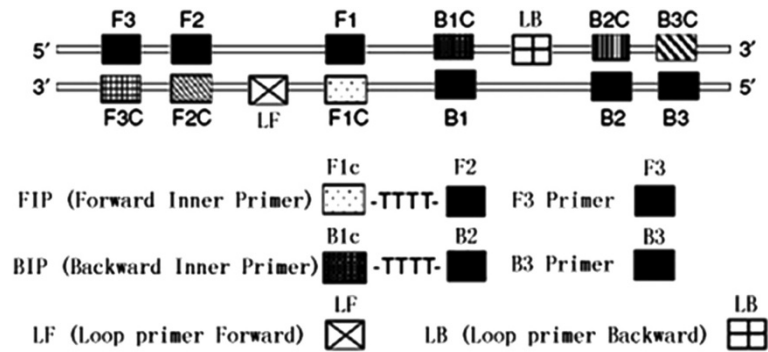 F3 F2 F1 B1C LB B2C B3C
5′ 3′
3′ 5′
F3C F2C LF F1C B1 B2 B3
F1c F2 F3
FIP (Forward Inner Primer) -TTTT- F3 Primer
B1c B2 B3
BIP (Backward Inner Primer) -TTTT- B3 Primer
LF LB
LF (Loop primer Forward) LB (Loop primer Backward)